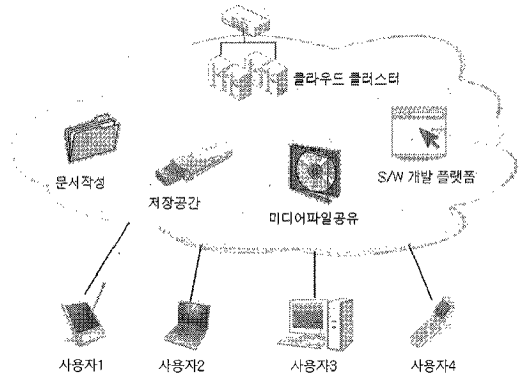 클라우드 클러스터
문서작성
저장공간
미디어파일공유
S/W 개발 플랫폼
사용자1
사용자2
사용자3
사용자4